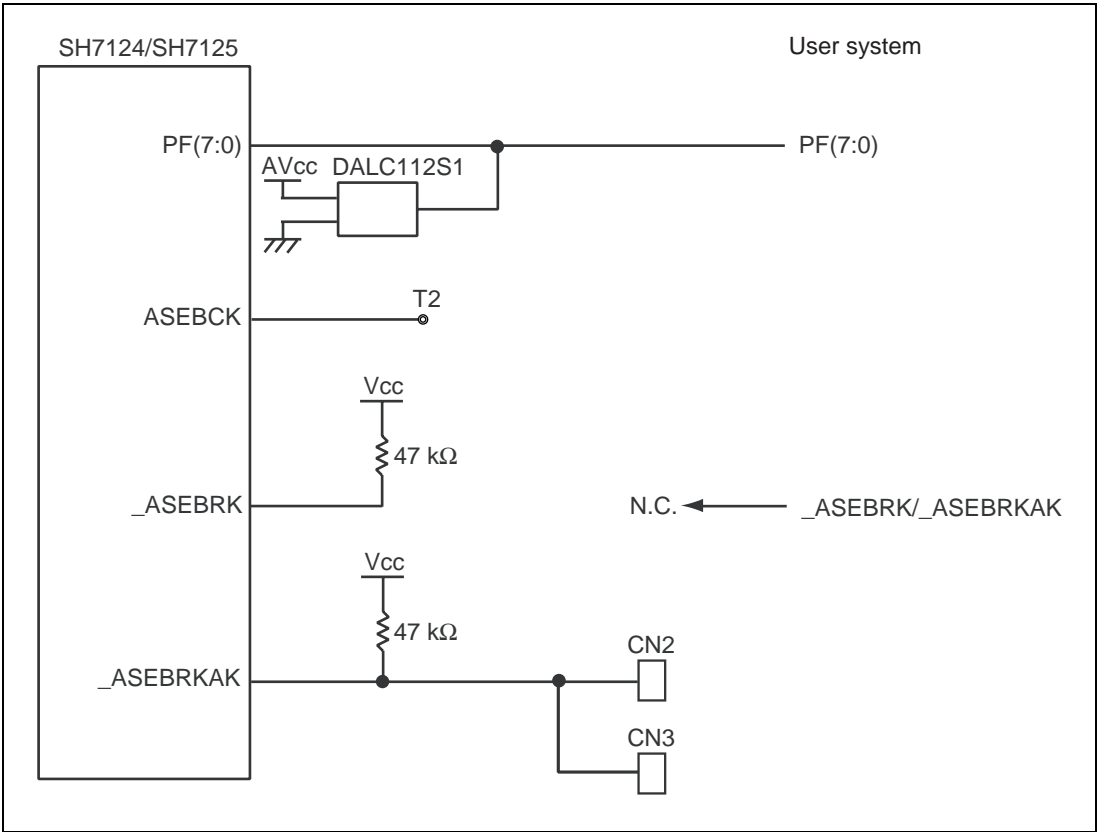 SH7124/SH7125
User system
PF(7:0)
PF(7:0)
AVcc
DALC112S1
ASEBCK
T2
Vcc
47 kΩ
_ASEBRK
N.C.
_ASEBRK/_ASEBRKAK
Vcc
47 kΩ
_ASEBRKAK
CN2
CN3